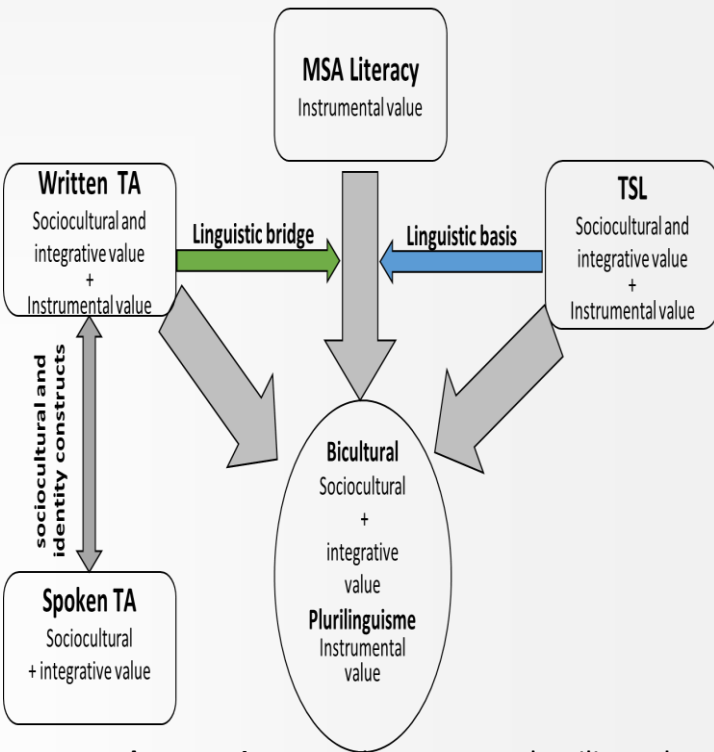 MSA Literacy
Instrumental value
Written TA
Sociocultural and
integrative value
+
Instrumental value
Linguistic bridge
Linguistic basis
TSL
Sociocultural and
integrative value
+
Instrumental value
sociocultural and
identity constructs
Bicultural
Sociocultural
+
integrative
value
Plurilinguisme
Instrumental
value
Spoken TA
Sociocultural
+ integrative value